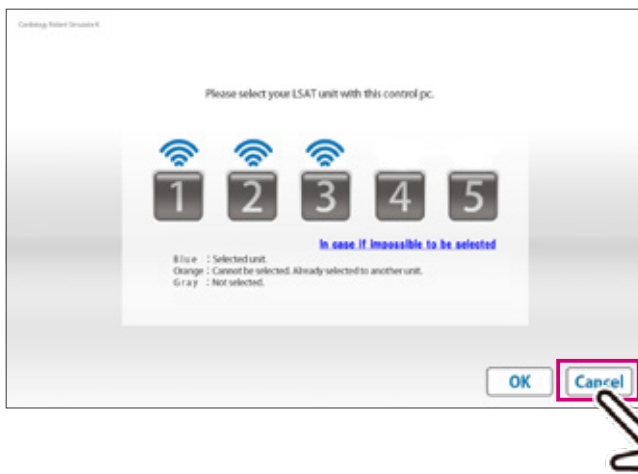 Cardiology Patient Simulator K
Please select your LSAT unit with this control pc.
1 2 3 4 5
In case if impossible to be selected
Blue : Selected unit.
Orange : Cannot be selected. Already selected to another unit.
Gray : Not selected.
OK Cancel